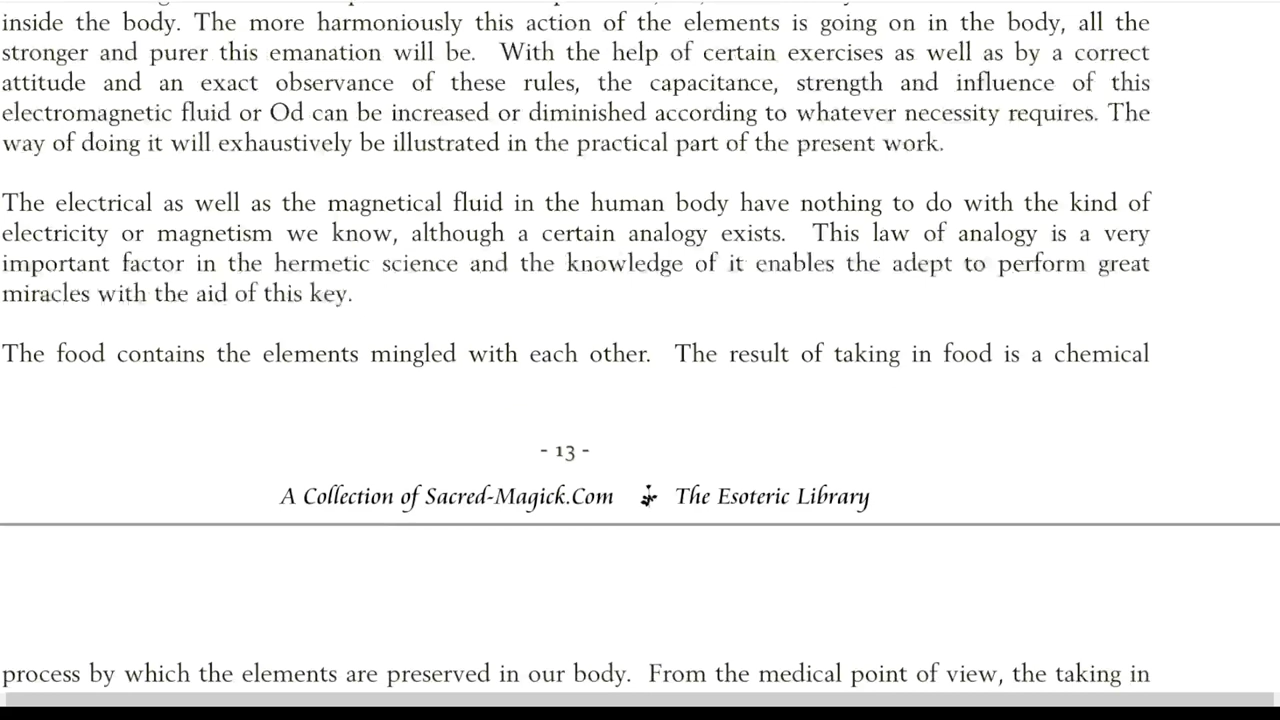 inside the body. The more harmoniously this action of the elements is going on in the body, all the
stronger and purer this emanation will be. With the help of certain exercises as well as by a correct
attitude and an exact observance of these rules, the capacitance, strength and influence of this
electromagnetic fluid or Od can be increased or diminished according to whatever necessity requires. The
way of doing it will exhaustively be illustrated in the practical part of the present work.
The electrical as well as the magnetical fluid in the human body have nothing to do with the kind of
electricity or magnetism we know, although a certain analogy exists. This law of analogy is a very
important factor in the hermetic science and the knowledge of it enables the adept to perform great
miracles with the aid of this key.
The food contains the elements mingled with each other. The result of taking in food is a chemical
- 13 -
A Collection of Sacred-Magick.Com The Esoteric Library
process by which the elements are preserved in our body. From the medical point of view, the taking in